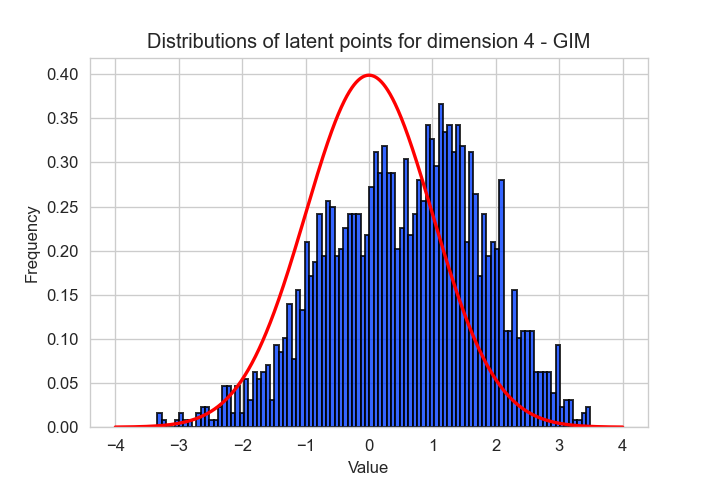 Distributions of latent points for dimension 4 - GIM
0.40
0.35
0.30
0.25
0.20
0.15
0.10
0.05
0.00
Frequency
−4 −3 −2 −1 0 1 2 3 4
Value